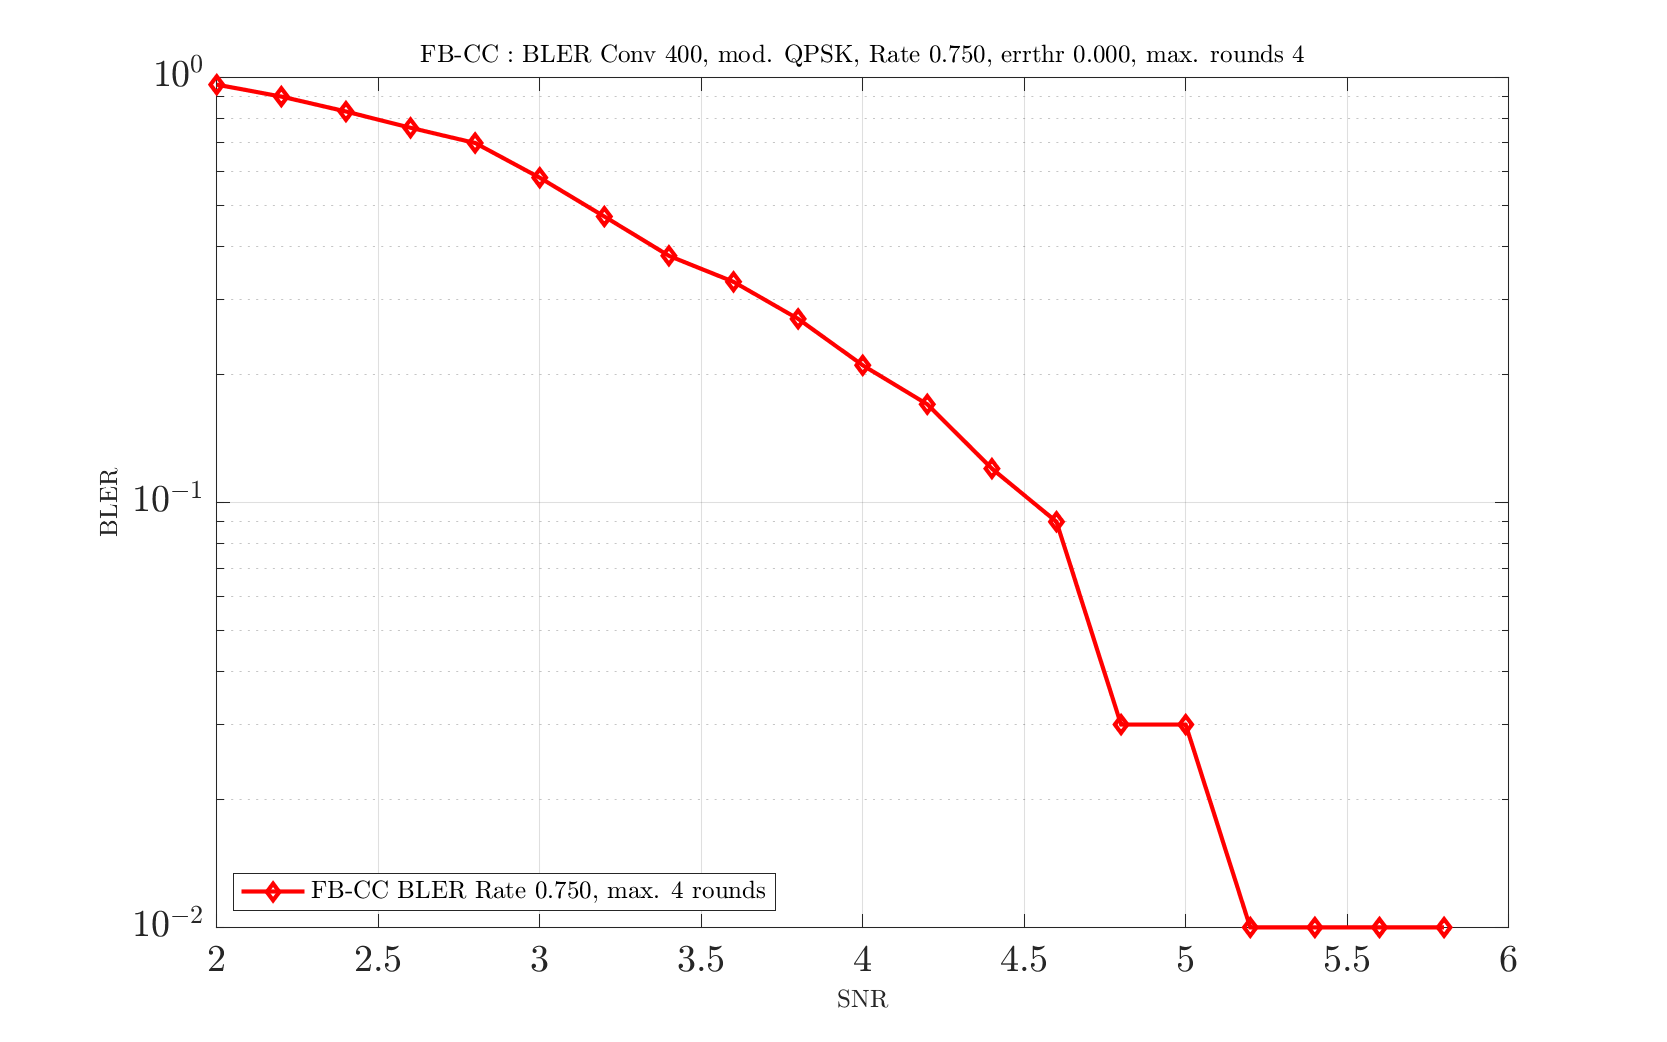 FB-CC : BLER Conv 400, mod. QPSK, Rate 0.750, errthr 0.000, max. rounds 4
10⁰
10⁻¹
10⁻²
BLER
FB-CC BLER Rate 0.750, max. 4 rounds
2 2.5 3 3.5 4 4.5 5 5.5 6
SNR